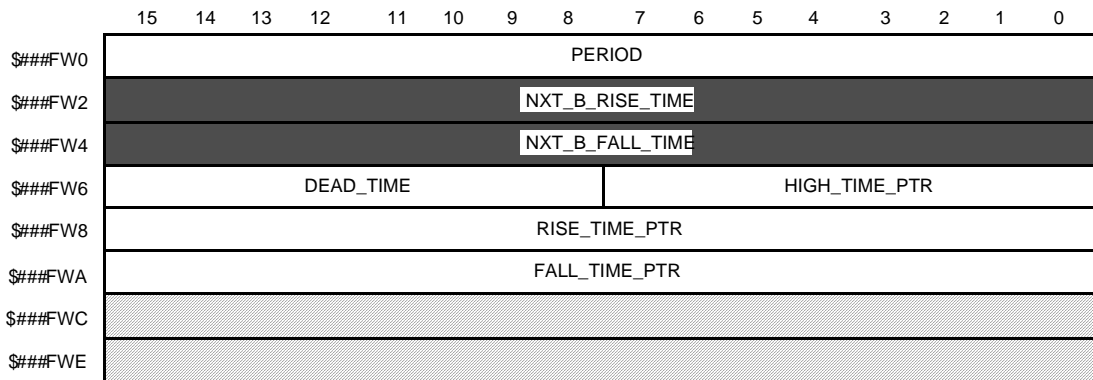 15 14 13 12 11 10 9 8 7 6 5 4 3 2 1 0
$###FW0 PERIOD
$###FW2 NXT_B_RISE_TIME
$###FW4 NXT_B_FALL_TIME
$###FW6 DEAD_TIME HIGH_TIME_PTR
$###FW8 RISE_TIME_PTR
$###FWA FALL_TIME_PTR
$###FWC
$###FWE